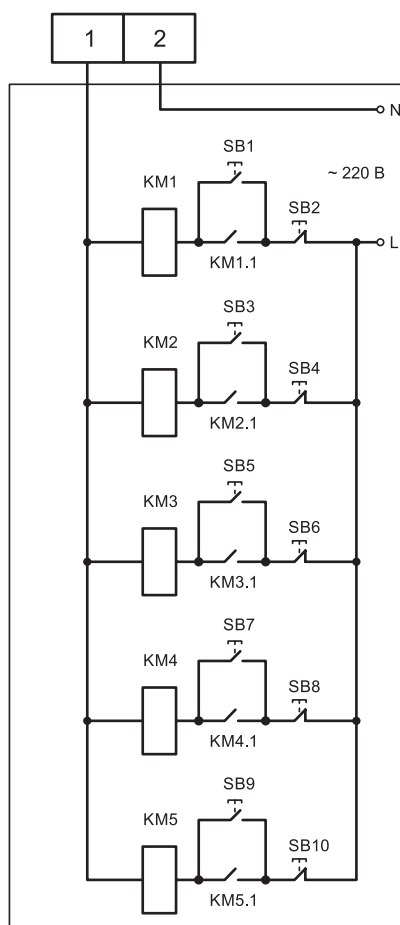 1 2
N
SB1
~ 220 В
KM1
SB2
L
KM1.1
SB3
KM2
SB4
KM2.1
SB5
KM3
SB6
KM3.1
SB7
KM4
SB8
KM4.1
SB9
KM5
SB10
KM5.1